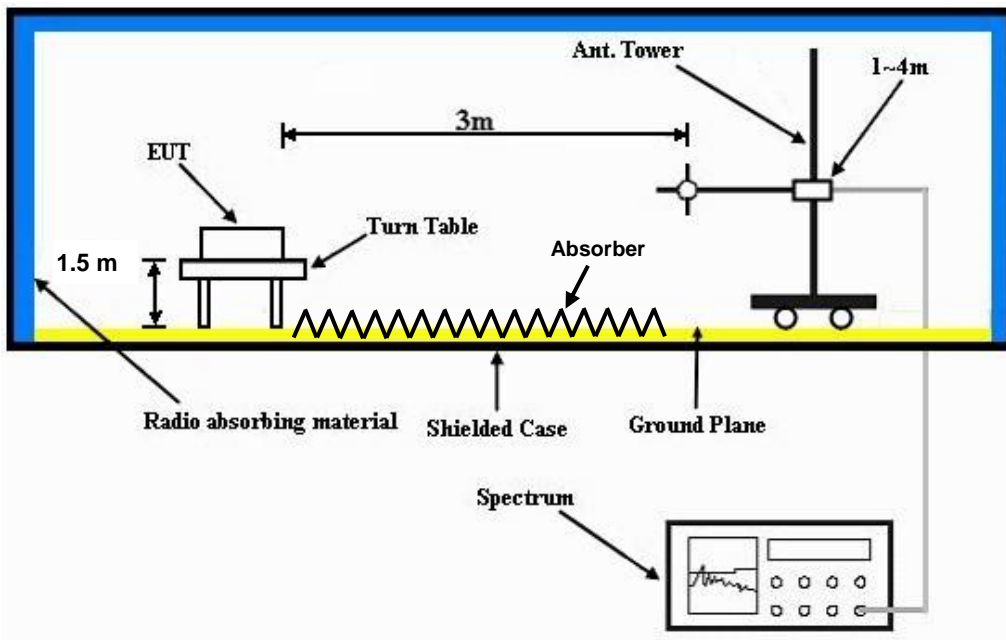 Ant. Tower
1~4m
3m
EUT
Turn Table
Absorber
1.5 m
Radio absorbing material
Shielded Case
Ground Plane
Spectrum